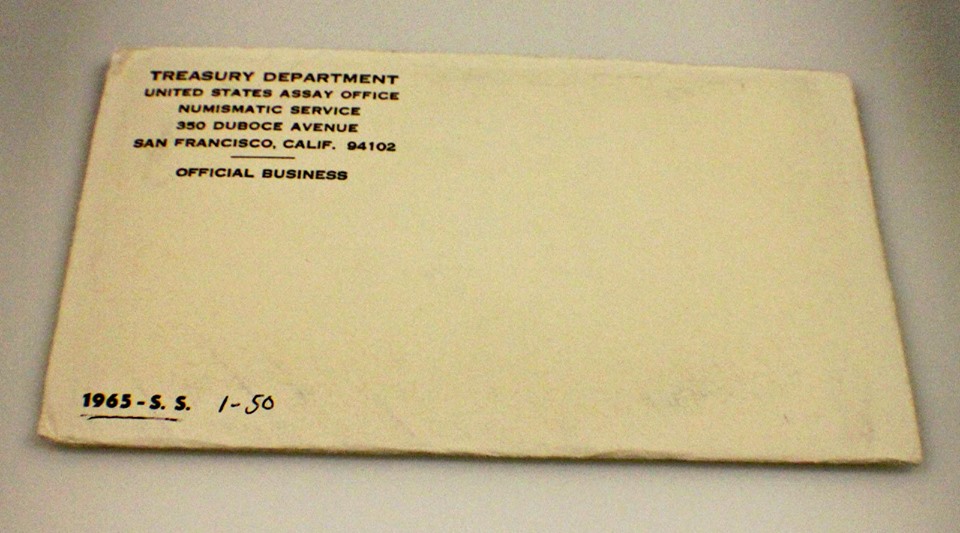 TREASURY DEPARTMENT
UNITED STATES ASSAY OFFICE
NUMISMATIC SERVICE
350 DUBOCE AVENUE
SAN FRANCISCO, CALIF. 94102
OFFICIAL BUSINESS
1965 - S. S. 1-50